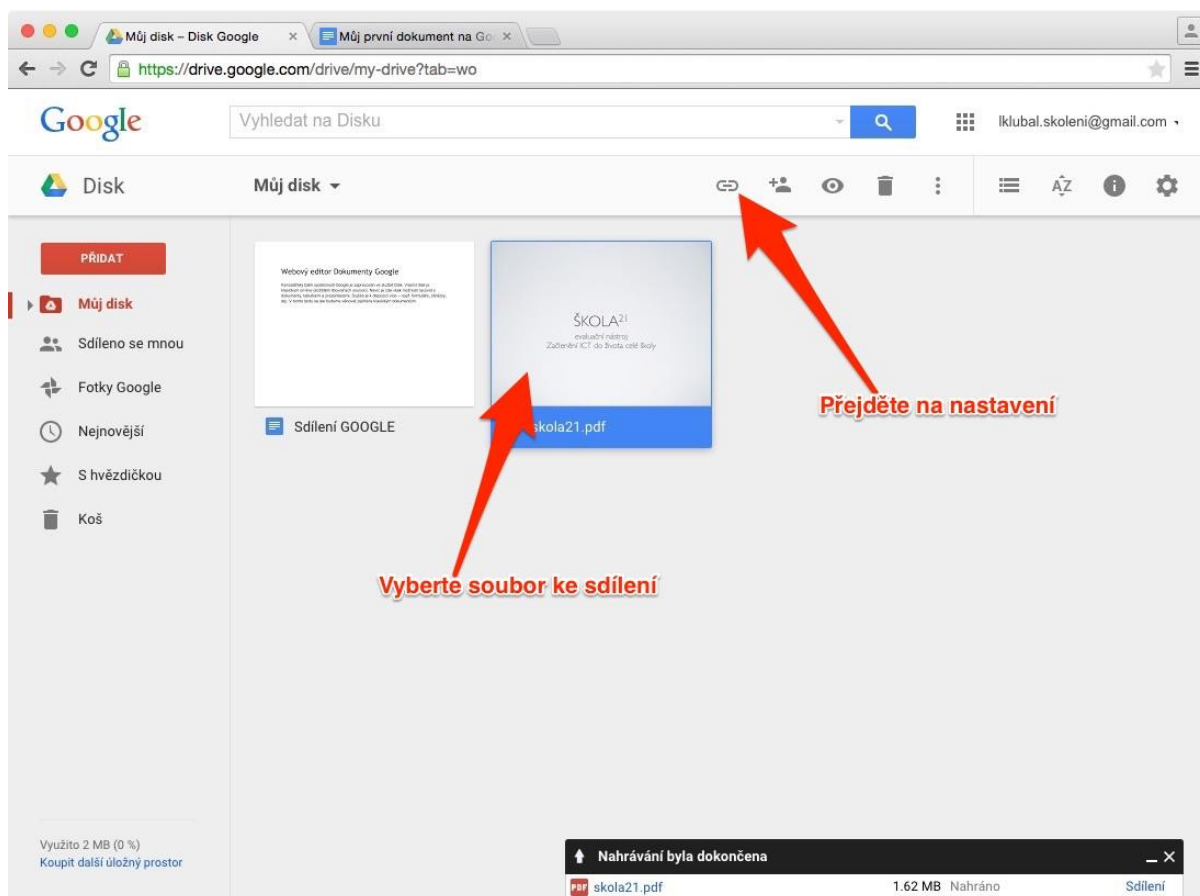 Můj disk – Disk Google
Můj první dokument na Go
https://drive.google.com/drive/my-drive?tab=wo
Google
Vyhledat na Disku
lklubal.skoleni@gmail.com
Disk
Můj disk
AZ
PŘIDAT
Můj disk
Sdíleno se mnou
Fotky Google
Nejnovější
S hvězdičkou
Koš
Webový editor Dokumenty Google
ŠKOLA21
evaluační nástroj
Začlenění ICT do života celé školy
Sdílení GOOGLE
skola21.pdf
Přejděte na nastavení
Vyberte soubor ke sdílení
Využito 2 MB (0 %)
Koupit další úložný prostor
Nahrávání byla dokončena
PDF skola21.pdf 1.62 MB Nahráno Sdílení